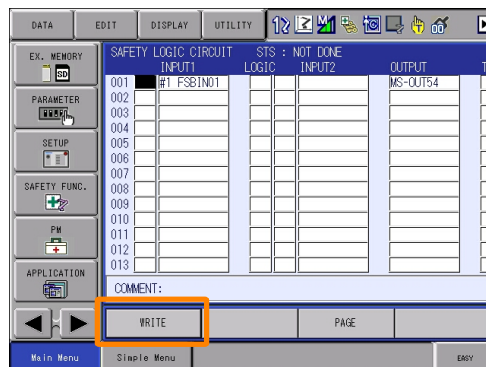 DATA EDIT DISPLAY UTILITY
EX. MEMORY
SD
PARAMETER
SETUP
SAFETY FUNC.
PM
APPLICATION
SAFETY LOGIC CIRCUIT STS : NOT DONE
INPUT1 LOGIC INPUT2 OUTPUT T
001 #1 FSBIN01 MS-OUT54
002
003
004
005
006
007
008
009
010
011
012
013
COMMENT:
WRITE PAGE
Main Menu Simple Menu EASY